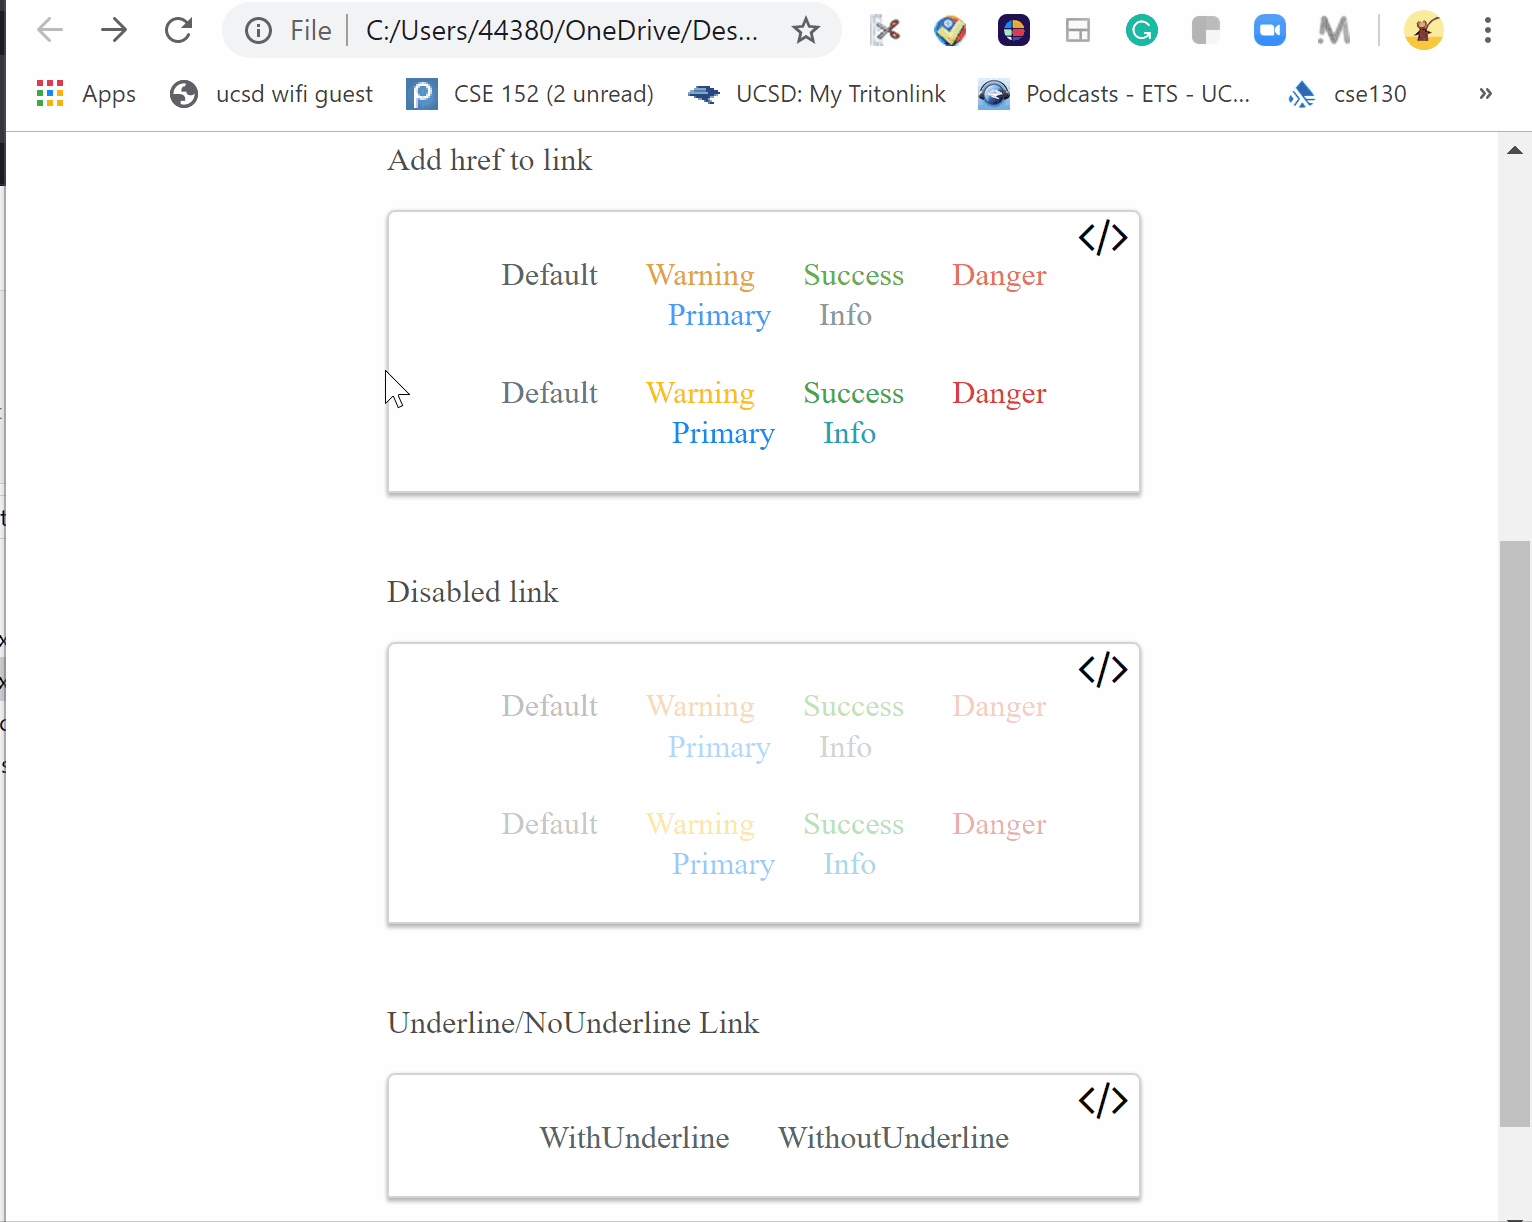 File C:/Users/44380/OneDrive/Des...
Apps ucsd wifi guest CSE 152 (2 unread) UCSD: My Tritonlink Podcasts - ETS - UC... cse130 »
Add href to link
</>
Default Warning Success Danger
Primary Info
Default Warning Success Danger
Primary Info
Disabled link
</>
Default Warning Success Danger
Primary Info
Default Warning Success Danger
Primary Info
Underline/NoUnderline Link
</>
WithUnderline WithoutUnderline